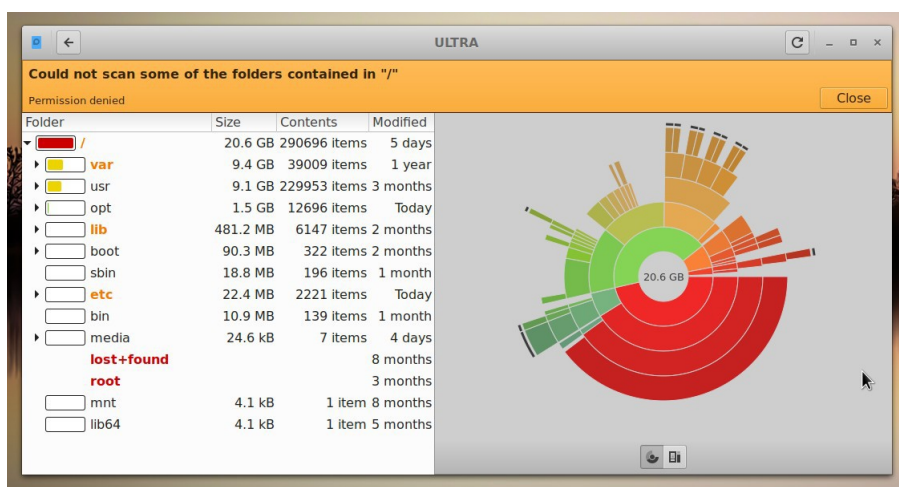 ULTRA
Could not scan some of the folders contained in "/"
Permission denied
Close
Folder Size Contents Modified
/ 20.6 GB 290696 items 5 days
var 9.4 GB 39009 items 1 year
usr 9.1 GB 229953 items 3 months
opt 1.5 GB 12696 items Today
lib 481.2 MB 6147 items 2 months
boot 90.3 MB 322 items 2 months
sbin 18.8 MB 196 items 1 month
etc 22.4 MB 2221 items Today
bin 10.9 MB 139 items 1 month
media 24.6 kB 7 items 4 days
lost+found 8 months
root 3 months
mnt 4.1 kB 1 item 8 months
lib64 4.1 kB 1 item 5 months
20.6 GB